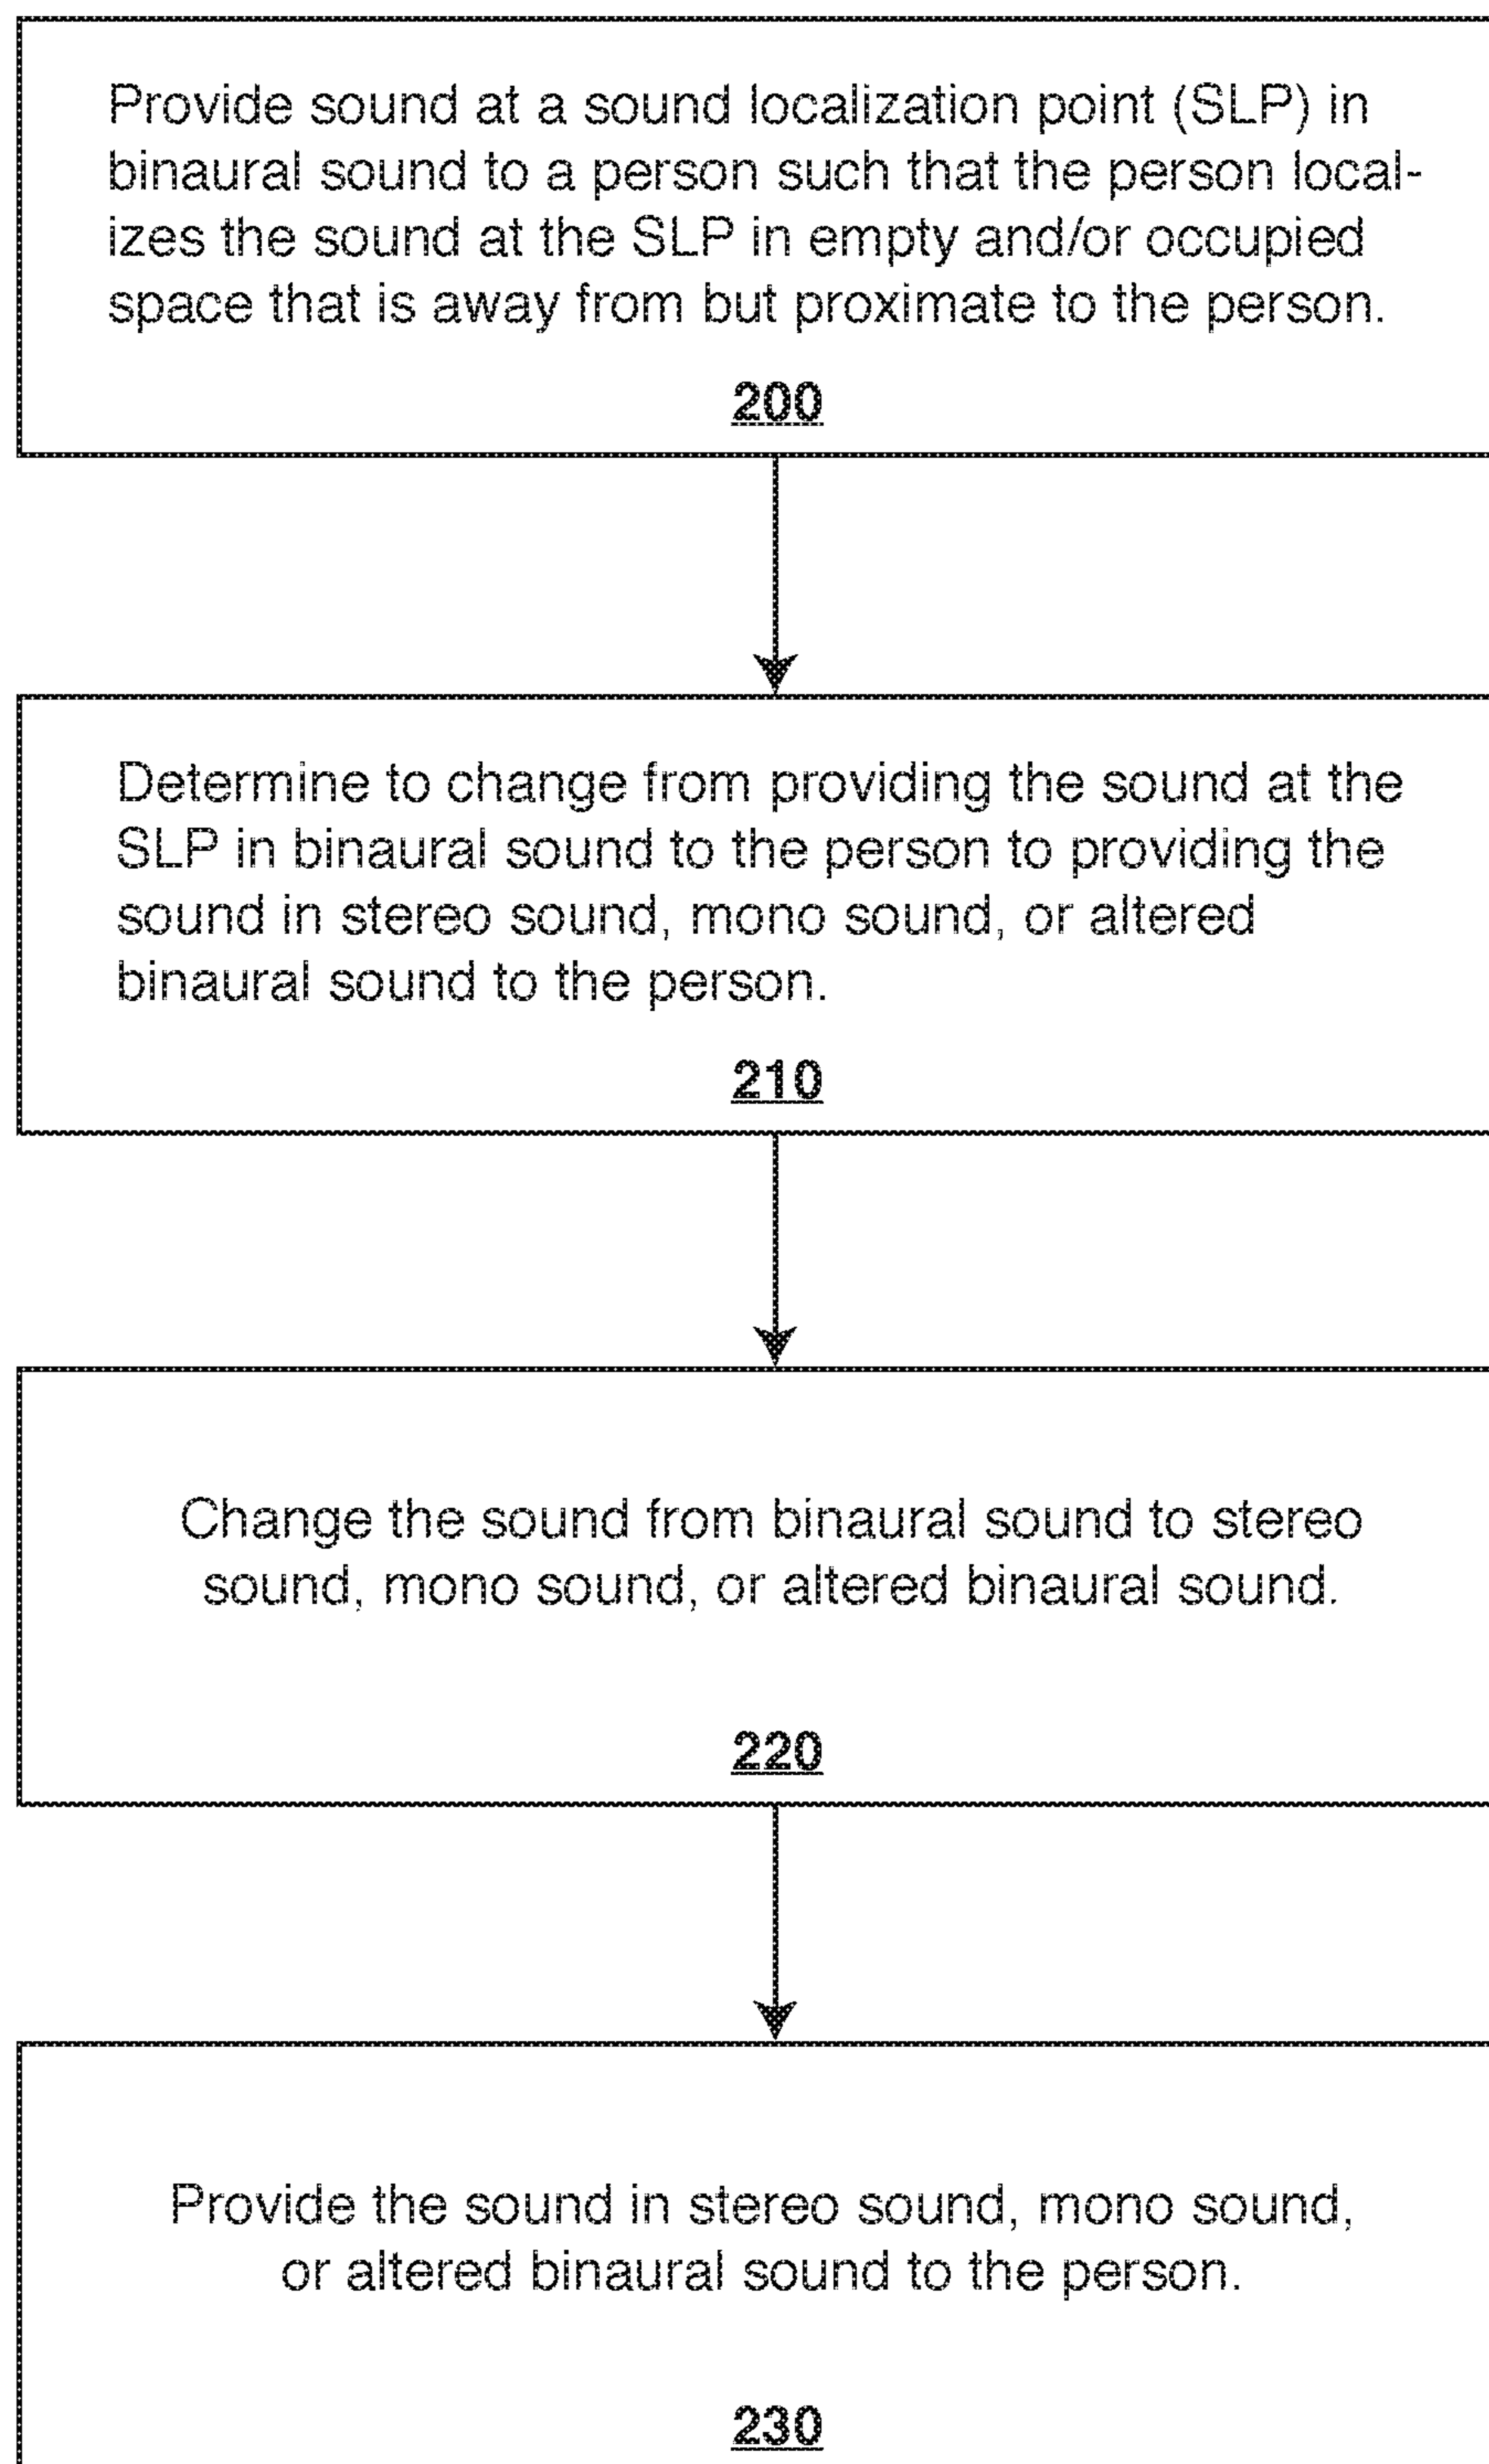 Provide sound at a sound localization point (SLP) in
binaural sound to a person such that the person local-
izes the sound at the SLP in empty and/or occupied
space that is away from but proximate to the person.
200
Determine to change from providing the sound at the
SLP in binaural sound to the person to providing the
sound in stereo sound, mono sound, or altered
binaural sound to the person.
210
Change the sound from binaural sound to stereo
sound, mono sound, or altered binaural sound.
220
Provide the sound in stereo sound, mono sound,
or altered binaural sound to the person.
230